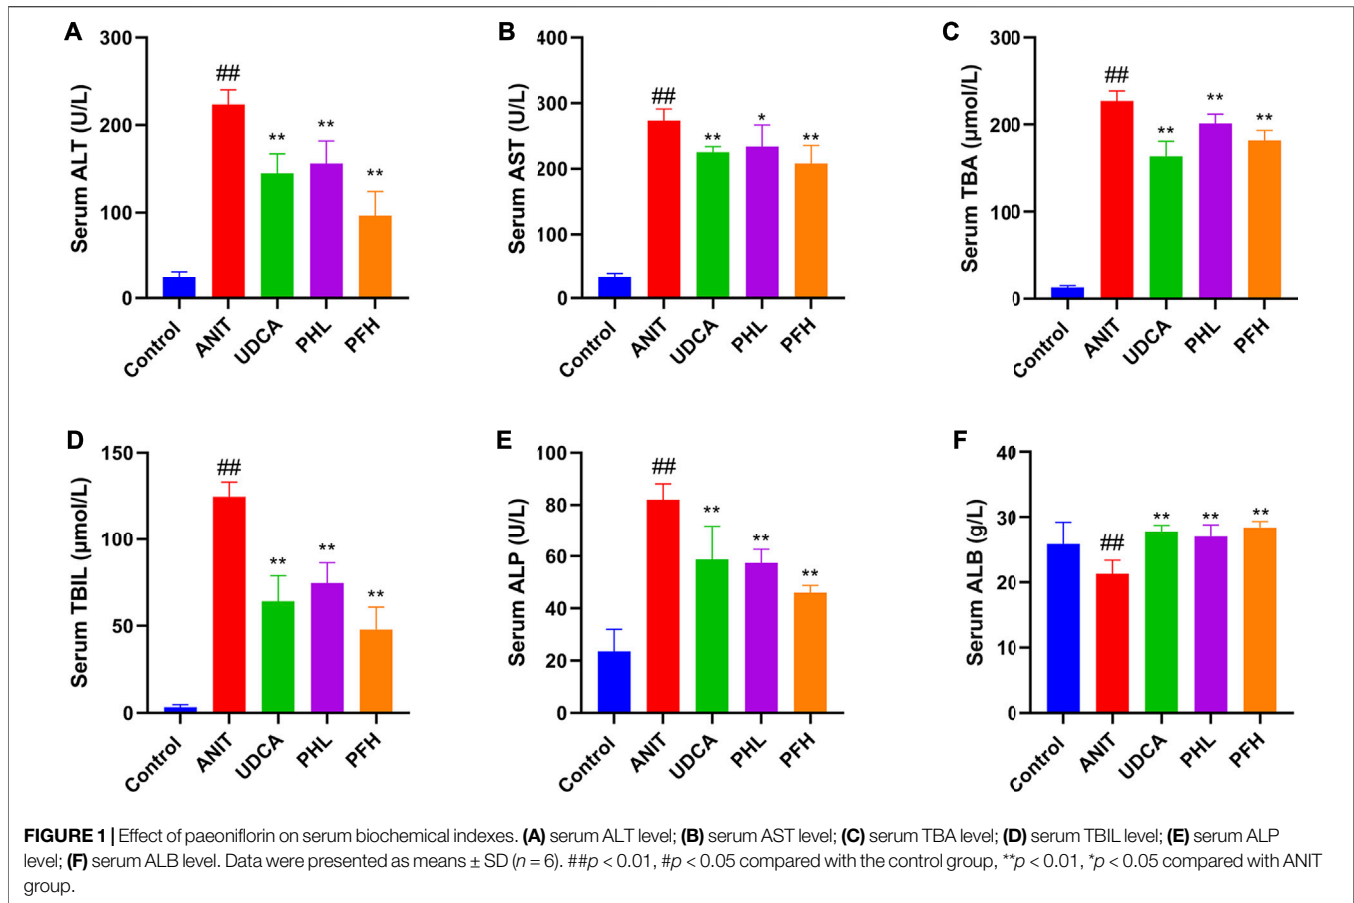 A
Serum ALT (U/L)
300
200
100
0
##
**
**
**
Control
ANIT
UDCA
PHL
PFH
B
Serum AST (U/L)
400
300
200
100
0
##
**
*
**
Control
ANIT
UDCA
PHL
PFH
C
Serum TBA (μmol/L)
300
200
100
0
##
**
**
**
Control
ANIT
UDCA
PHL
PFH
D
Serum TBIL (μmol/L)
150
100
50
0
##
**
**
**
Control
ANIT
UDCA
PHL
PFH
E
Serum ALP (U/L)
100
80
60
40
20
0
##
**
**
**
Control
ANIT
UDCA
PHL
PFH
F
Serum ALB (g/L)
40
30
20
10
0
##
**
**
**
Control
ANIT
UDCA
PHL
PFH
FIGURE 1 | Effect of paeoniflorin on serum biochemical indexes. (A) serum ALT level; (B) serum AST level; (C) serum TBA level; (D) serum TBIL level; (E) serum ALP
level; (F) serum ALB level. Data were presented as means ± SD (n = 6). ##p < 0.01, #p < 0.05 compared with the control group, **p < 0.01, *p < 0.05 compared with ANIT
group.